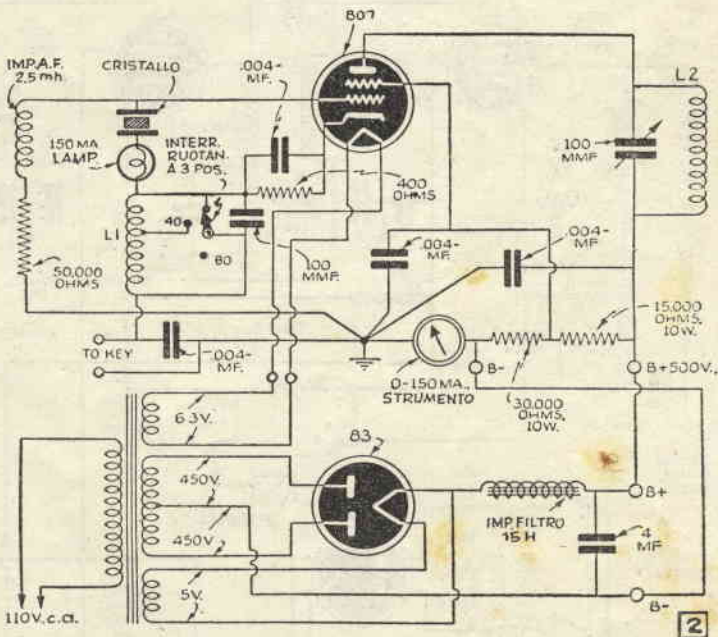 807
IMP.A.F.
2,5 mh.
CRISTALLO
.004-
MF.
L2
150 MA
LAMP.
INTERR.
RUOTAN.
A 3 POS.
100
MMF
400
OHMS
L1
40
80
100
MMF.
.004-
MF.
.004-
MF
50,000
OHMS
15,000
OHMS,
10W.
TO KEY
.004-
MF.
0-150 MA.,
STRUMENTO
B-
B+500V.,
30,000
OHMS,
10W.
6.3V.
83
450V.
B+
IMP.FILTRO
15 H
4
MF
450V
5V.
110V.c.a.
B-
2